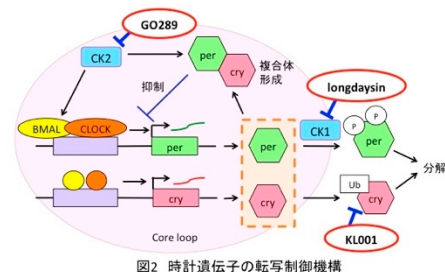 GO289
CK2
per
cry
複合体
形成
抑制
longdaysin
BMAL
CLOCK
per
per
CK1
P
P
per
分解
cry
cry
Ub
cry
KL001
Core loop
図2 時計遺伝子の転写制御機構